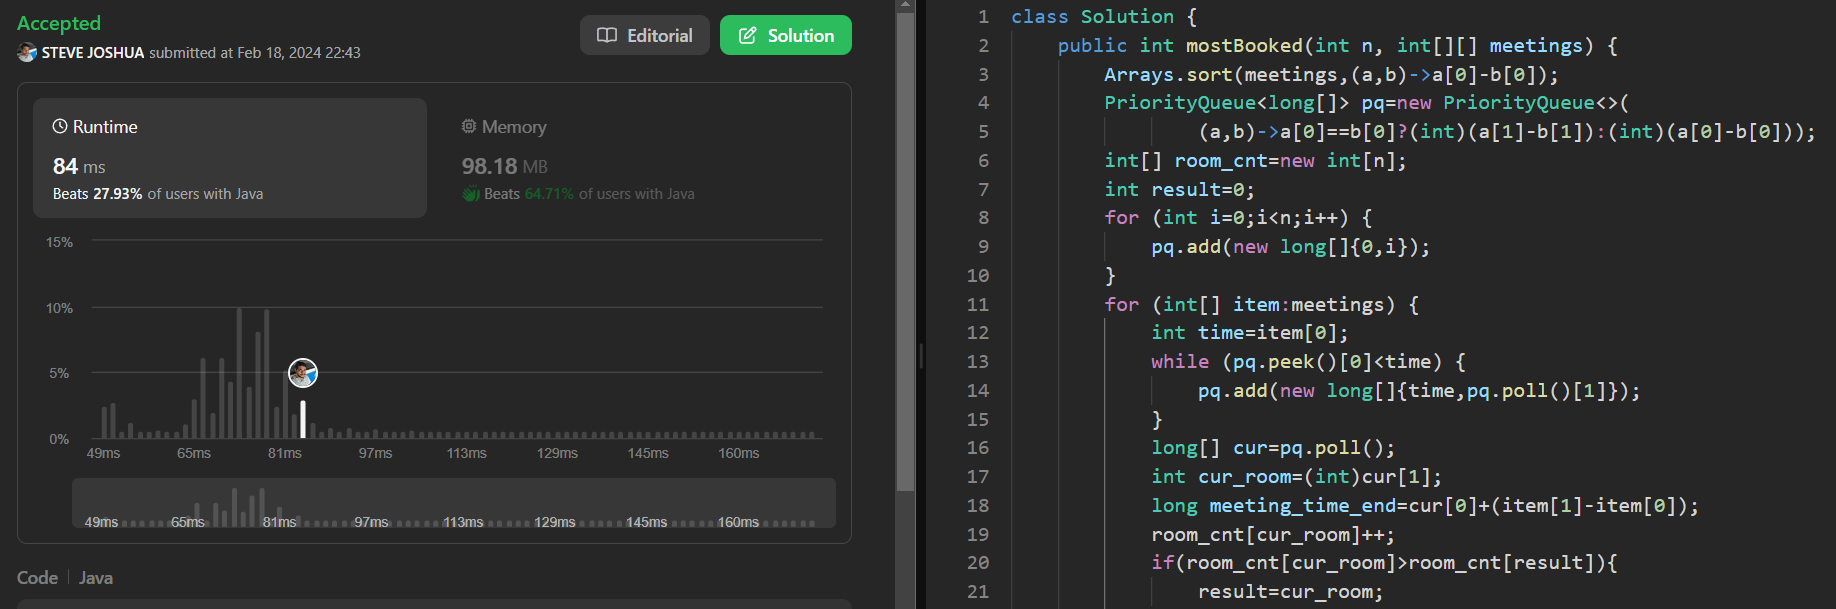 Accepted
STEVE JOSHUA submitted at Feb 18, 2024 22:43
Editorial
Solution
Runtime
84 ms
Beats 27.93% of users with Java
Memory
98.18 MB
Beats 64.71% of users with Java
15%
10%
5%
0%
49ms 65ms 81ms 97ms 113ms 129ms 145ms 160ms
49ms 65ms 81ms 97ms 113ms 129ms 145ms 160ms
Code | Java
1 class Solution {
2     public int mostBooked(int n, int[][] meetings) {
3         Arrays.sort(meetings,(a,b)->a[0]-b[0]);
4         PriorityQueue<long[]> pq=new PriorityQueue<>(
5                 (a,b)->a[0]==b[0]?(int)(a[1]-b[1]):(int)(a[0]-b[0]));
6         int[] room_cnt=new int[n];
7         int result=0;
8         for (int i=0;i<n;i++) {
9             pq.add(new long[]{0,i});
10         }
11         for (int[] item:meetings) {
12             int time=item[0];
13             while (pq.peek()[0]<time) {
14                 pq.add(new long[]{time,pq.poll()[1]});
15             }
16             long[] cur=pq.poll();
17             int cur_room=(int)cur[1];
18             long meeting_time_end=cur[0]+(item[1]-item[0]);
19             room_cnt[cur_room]++;
20             if(room_cnt[cur_room]>room_cnt[result]){
21                 result=cur_room;